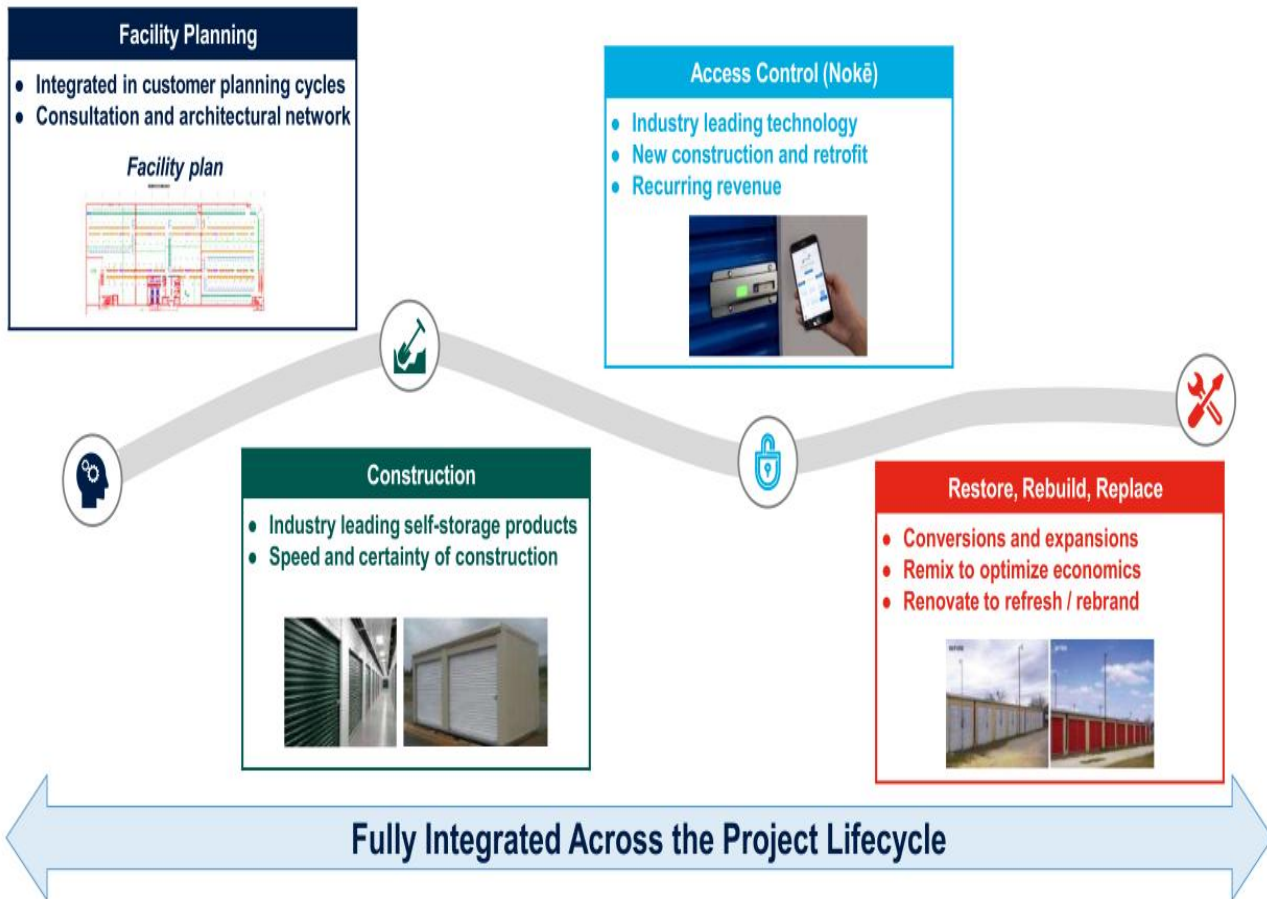 Facility Planning
● Integrated in customer planning cycles
● Consultation and architectural network
Facility plan
Access Control (Nokē)
● Industry leading technology
● New construction and retrofit
● Recurring revenue
Construction
● Industry leading self-storage products
● Speed and certainty of construction
Restore, Rebuild, Replace
● Conversions and expansions
● Remix to optimize economics
● Renovate to refresh / rebrand
Fully Integrated Across the Project Lifecycle